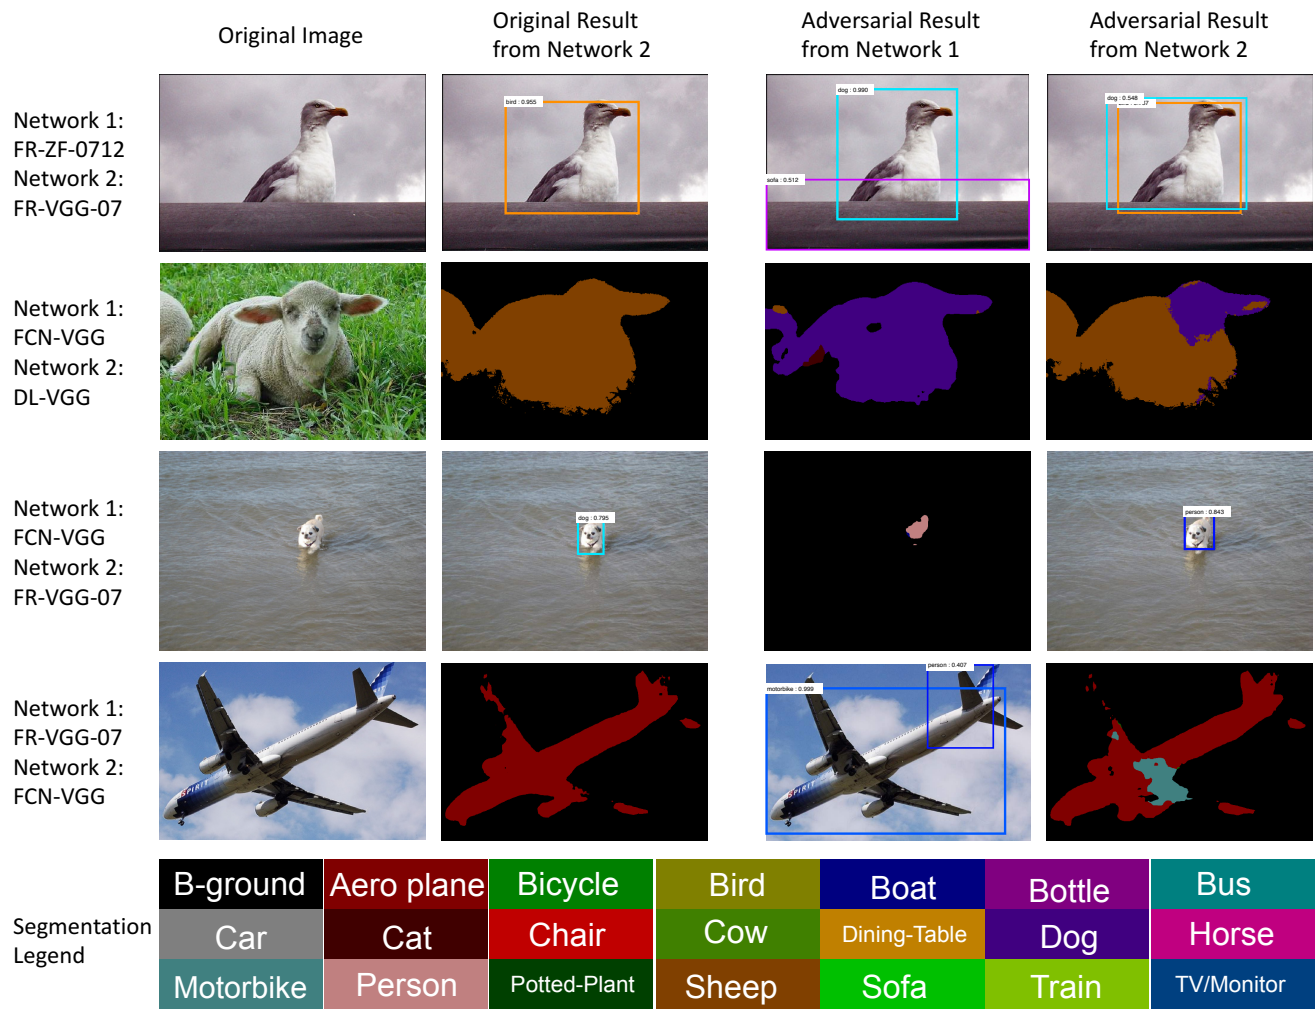 Original Image
Original Result
from Network 2
Adversarial Result
from Network 1
Adversarial Result
from Network 2
Network 1:
FR-ZF-0712
Network 2:
FR-VGG-07
bird : 0.955
dog : 0.990
sofa : 0.512
dog : 0.548
Network 1:
FCN-VGG
Network 2:
DL-VGG
Network 1:
FCN-VGG
Network 2:
FR-VGG-07
dog : 0.795
person : 0.843
Network 1:
FR-VGG-07
Network 2:
FCN-VGG
SPIRIT
person : 0.407
motorbike : 0.999
Segmentation
Legend
B-ground Aero plane Bicycle Bird Boat Bottle Bus
Car Cat Chair Cow Dining-Table Dog Horse
Motorbike Person Potted-Plant Sheep Sofa Train TV/Monitor